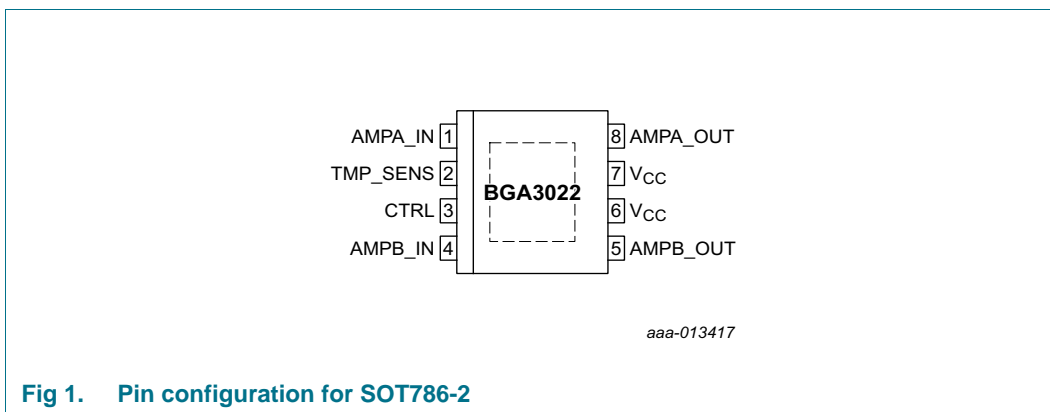 AMPA_IN 1 8 AMPA_OUT
TMP_SENS 2 7 VCC
BGA3022
CTRL 3 6 VCC
AMPB_IN 4 5 AMPB_OUT
aaa-013417
Fig 1. Pin configuration for SOT786-2